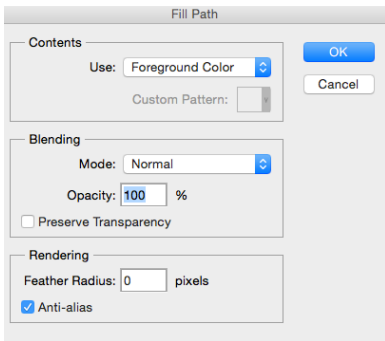 Fill Path
Contents
Use: Foreground Color
Custom Pattern:
OK
Cancel
Blending
Mode: Normal
Opacity: 100 %
Preserve Transparency
Rendering
Feather Radius: 0 pixels
Anti-alias